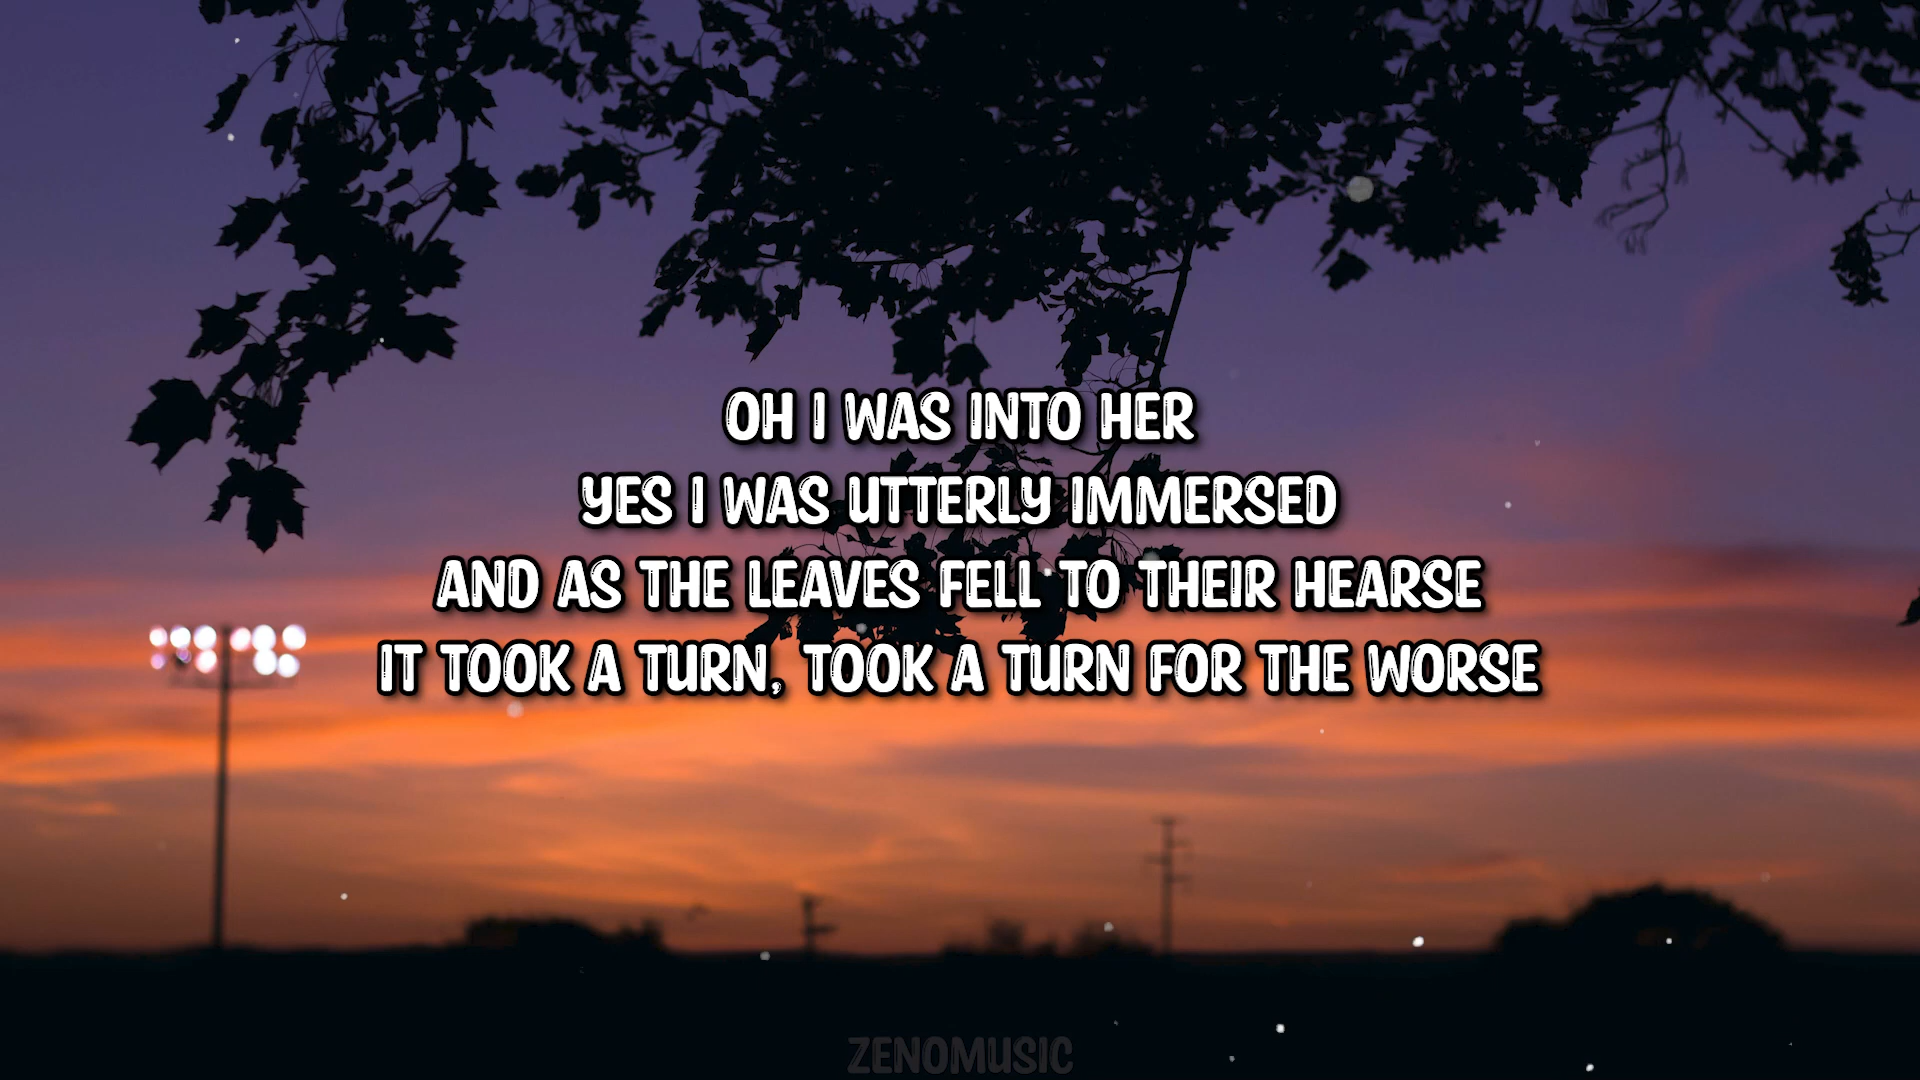 OH I WAS INTO HER
YES I WAS UTTERLY IMMERSED
AND AS THE LEAVES FELL TO THEIR HEARSE
IT TOOK A TURN, TOOK A TURN FOR THE WORSE
ZENOMUSIC